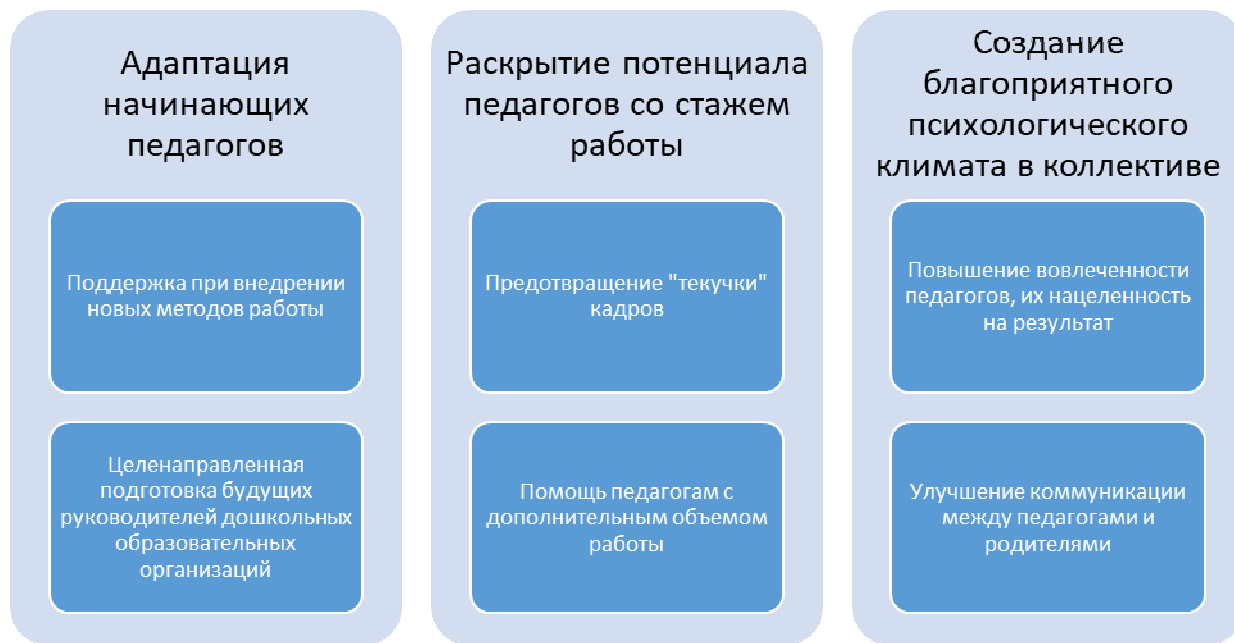 Адаптация
начинающих
педагогов
Поддержка при внедрении
новых методов работы
Целенаправленная
подготовка будущих
руководителей дошкольных
образовательных
организаций
Раскрытие потенциала
педагогов со стажем
работы
Предотвращение "текучки"
кадров
Помощь педагогам с
дополнительным объемом
работы
Создание
благоприятного
психологического
климата в коллективе
Повышение вовлеченности
педагогов, их нацеленность
на результат
Улучшение коммуникации
между педагогами и
родителями